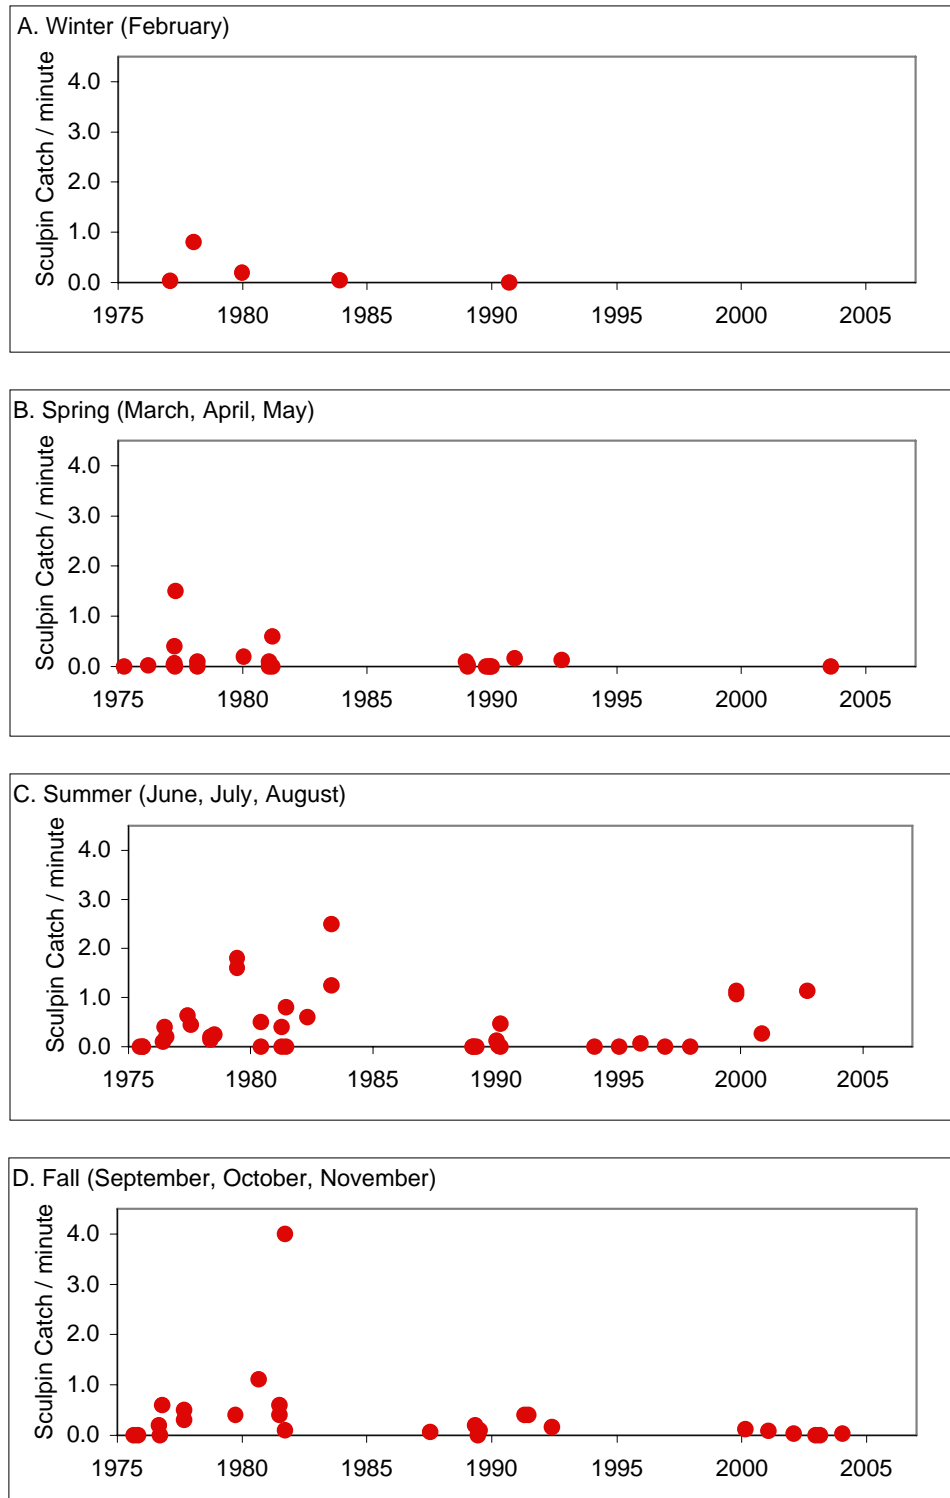 A. Winter (February)
Sculpin Catch / minute
4.0
3.0
2.0
1.0
0.0
1975 1980 1985 1990 1995 2000 2005
B. Spring (March, April, May)
Sculpin Catch / minute
4.0
3.0
2.0
1.0
0.0
1975 1980 1985 1990 1995 2000 2005
C. Summer (June, July, August)
Sculpin Catch / minute
4.0
3.0
2.0
1.0
0.0
1975 1980 1985 1990 1995 2000 2005
D. Fall (September, October, November)
Sculpin Catch / minute
4.0
3.0
2.0
1.0
0.0
1975 1980 1985 1990 1995 2000 2005